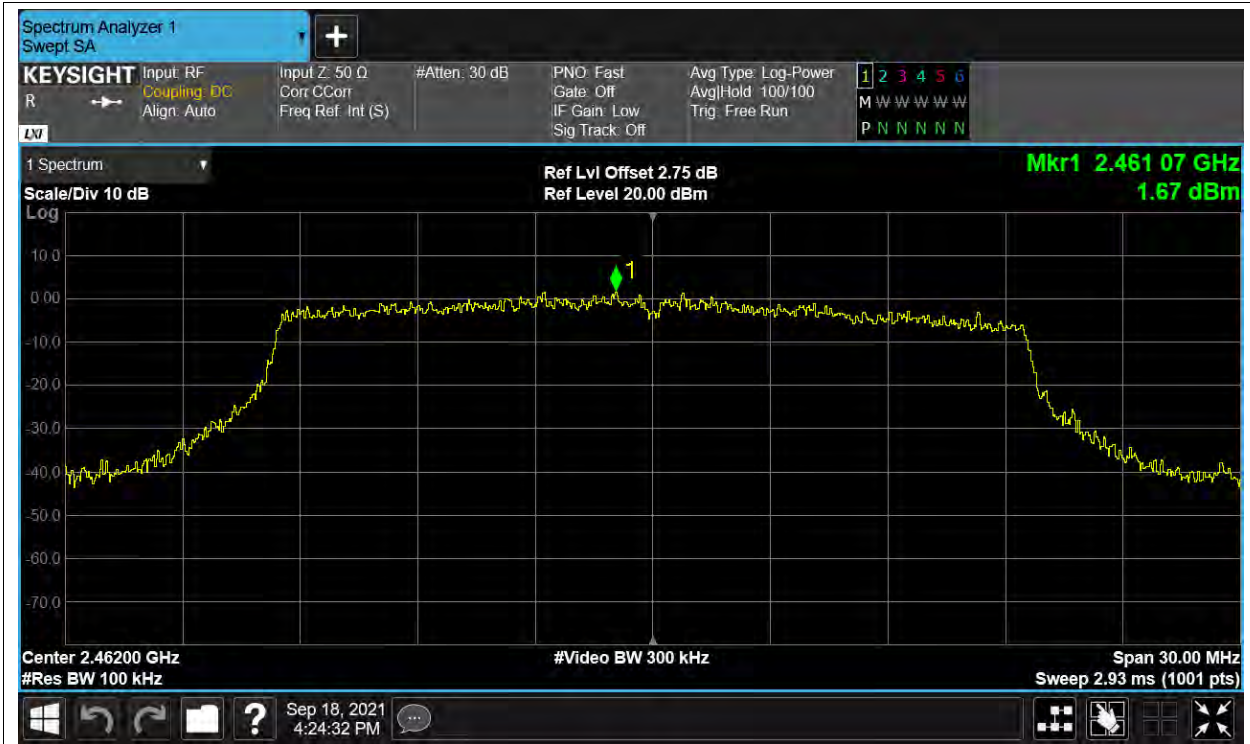 Spectrum Analyzer 1
Swept SA
+
KEYSIGHT Input: RF Input Z: 50 Ω #Atten: 30 dB PNO: Fast Avg Type: Log-Power 1 2 3 4 5 6
R Coupling: DC Corr CCorr Gate: Off Avg|Hold: 100/100 M W W W W W
Align: Auto Freq Ref: Int (S) IF Gain: Low Trig: Free Run
LXI Sig Track: Off P N N N N N N
1 Spectrum Ref Lvl Offset 2.75 dB Mkr1 2.461 07 GHz
Scale/Div 10 dB Ref Level 20.00 dBm 1.67 dBm
Log
10.0
1
0.00
-10.0
-20.0
-30.0
-40.0
-50.0
-60.0
-70.0
Center 2.46200 GHz #Video BW 300 kHz Span 30.00 MHz
#Res BW 100 kHz Sweep 2.93 ms (1001 pts)
? Sep 18, 2021
4:24:32 PM